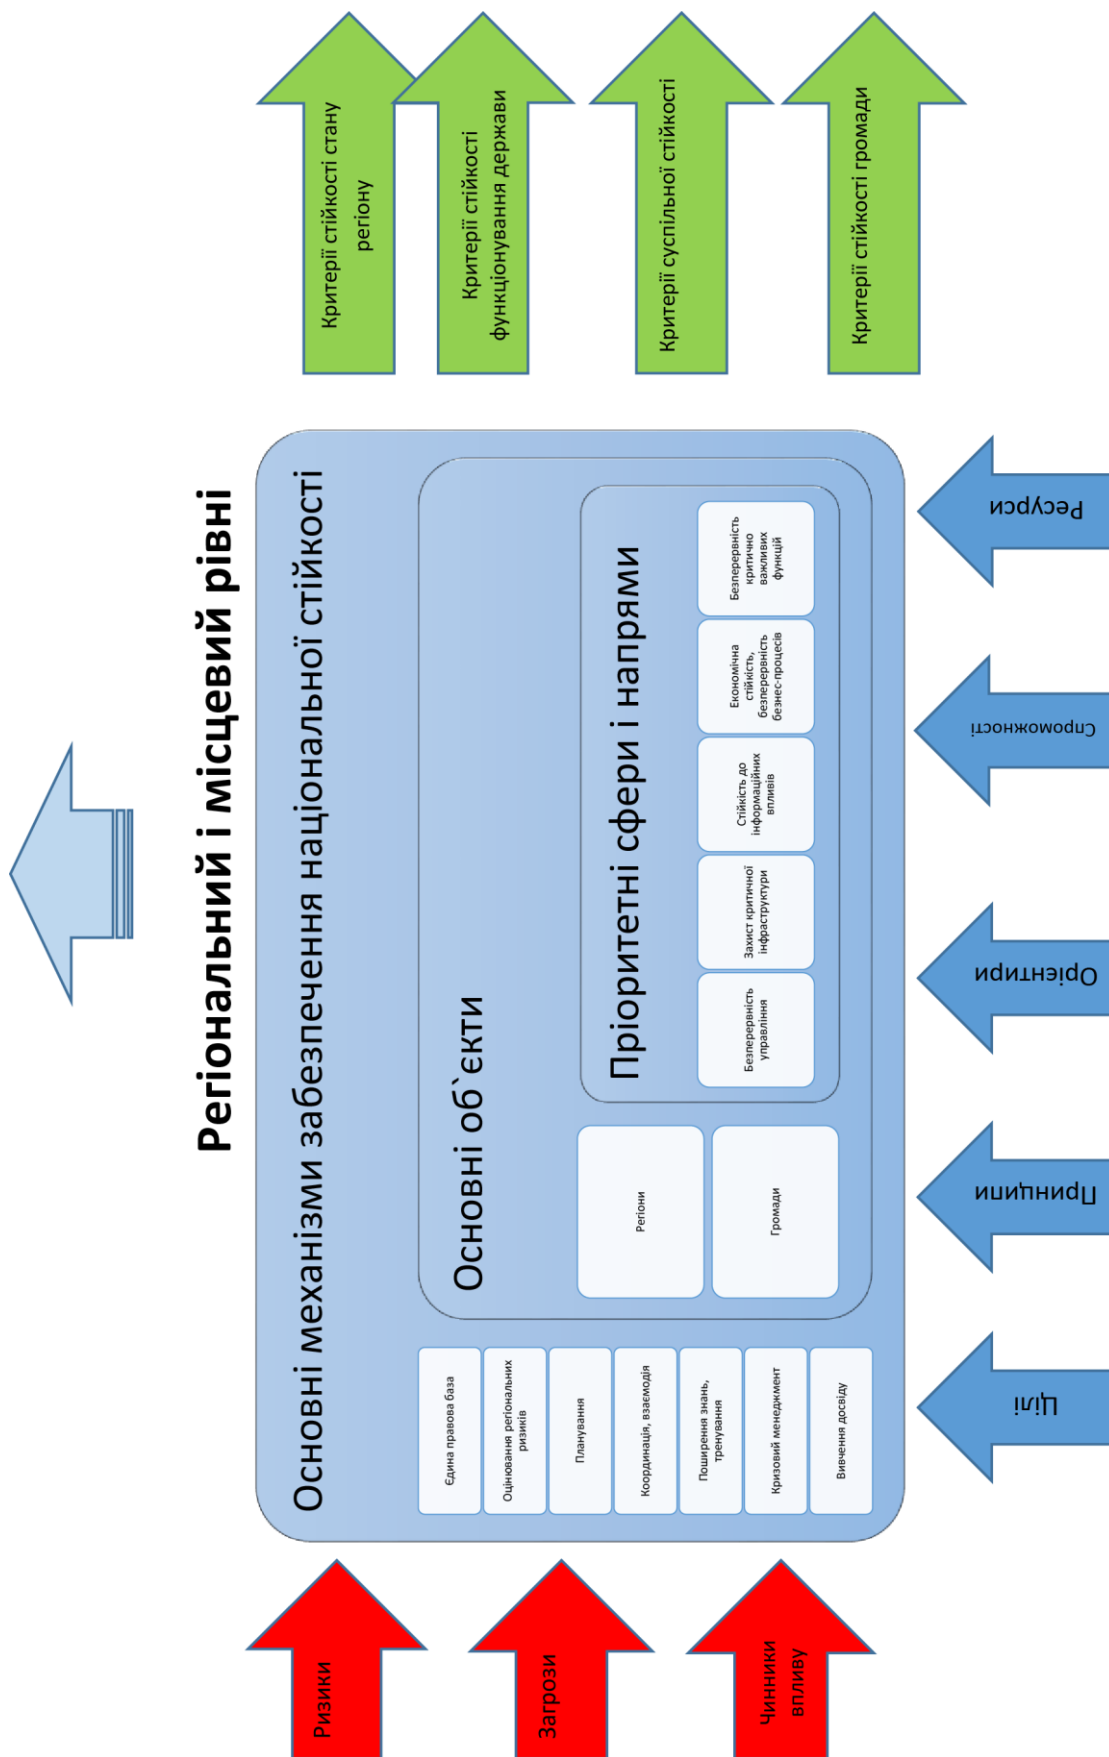 Регіональний і місцевий рівні
Основні механізми забезпечення національної стійкості
Єдина правова база
Оцінювання регіональних
ризиків
Планування
Координація, взаємодія
Поширення знань,
тренування
Кризовий менеджмент
Вивчення досвіду
Основні об`єкти
Регіони
Громади
Пріоритетні сфери і напрями
Безперервність
управління
Захист критичної
інфраструктури
Стійкість до
інформаційних
впливів
Економічна
стійкість,
безперервність
безнес-процесів
Безперервність
критично
важливих
функцій
Ризики
Загрози
Чинники
впливу
Критерії стійкості стану
регіону
Критерії стійкості
функціонування держави
Критерії суспільної стійкості
Критерії стійкості громади
Цілі
Принципи
Орієнтири
Спроможності
Ресурси